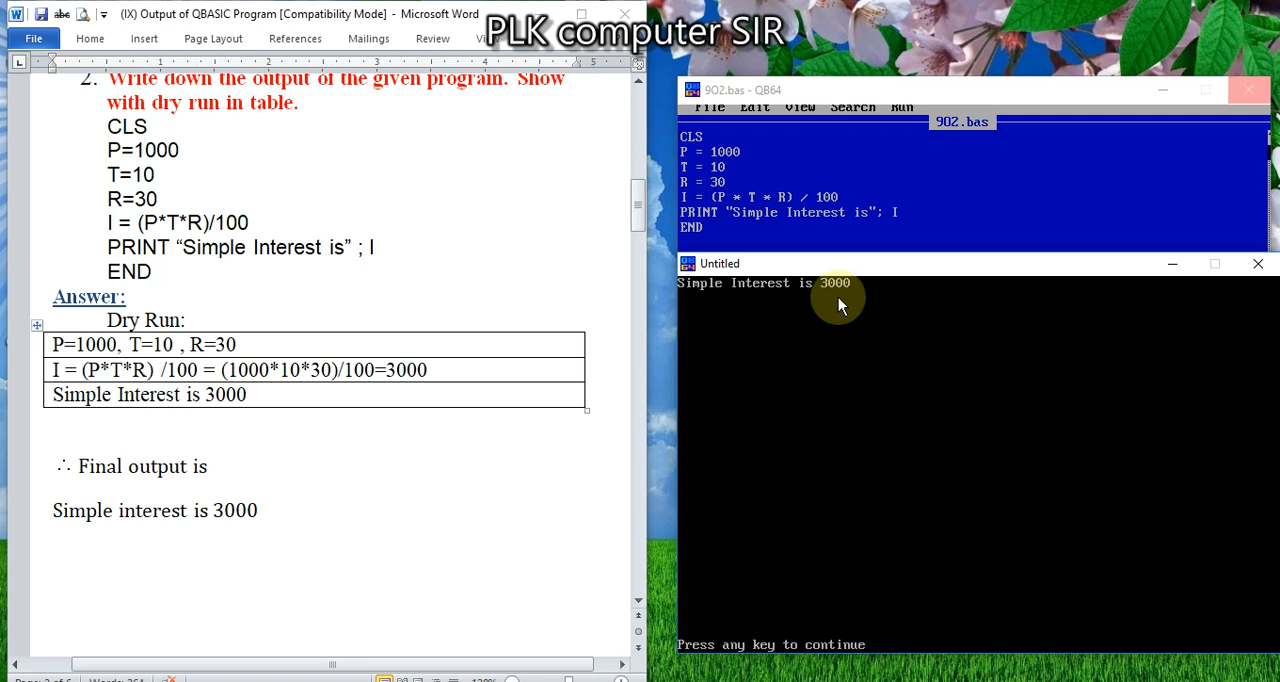 (IX) Output of QBASIC Program [Compatibility Mode] - Microsoft Word
PLK computer SIR
File Home Insert Page Layout References Mailings Review
1 2 3 4 5
2. Write down the output of the given program. Show
with dry run in table.
CLS
P=1000
T=10
R=30
I = (P*T*R)/100
PRINT “Simple Interest is” ; I
END
Answer:
Dry Run:
P=1000, T=10 , R=30
I = (P*T*R) /100 = (1000*10*30)/100=3000
Simple Interest is 3000
∴ Final output is
Simple interest is 3000
902.bas - QB64
File Edit View Search Run
902.bas
CLS
P = 1000
T = 10
R = 30
I = (P * T * R) / 100
PRINT "Simple Interest is"; I
END
Untitled
Simple Interest is 3000
Press any key to continue